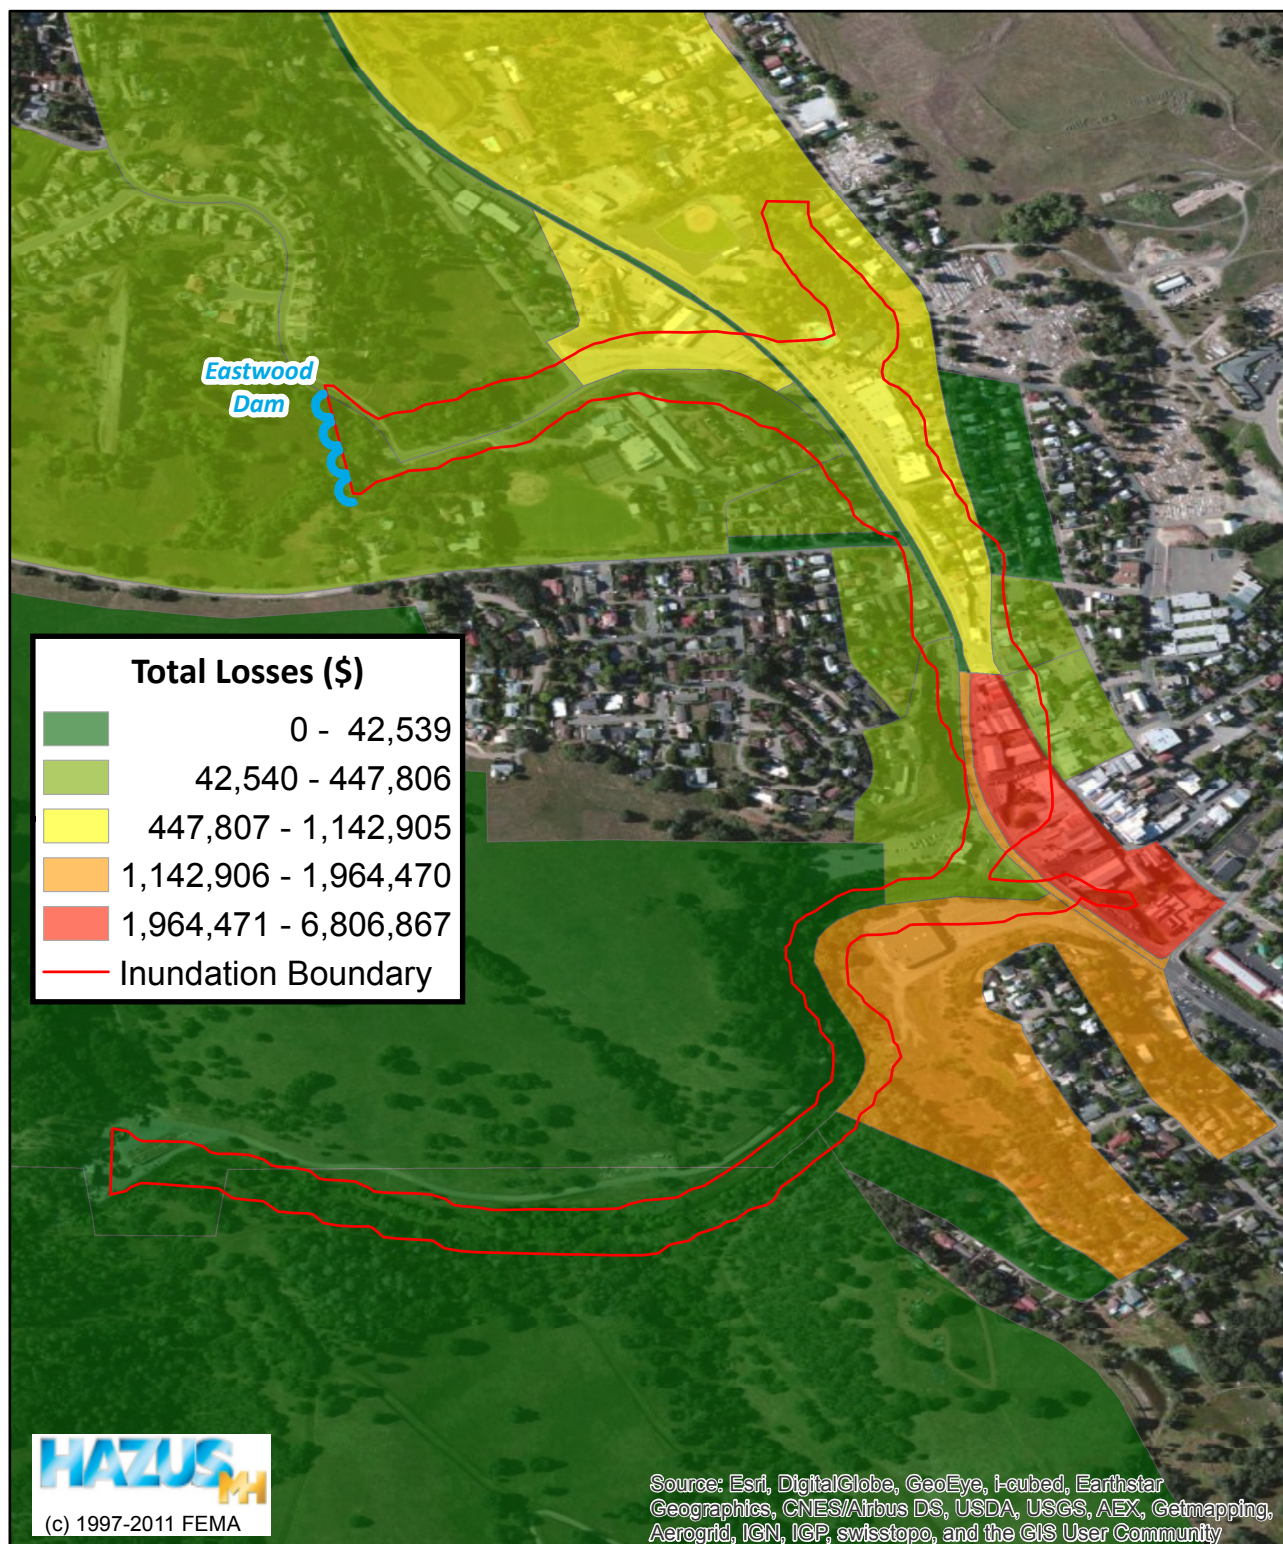 Eastwood
Dam
Total Losses ($)
0 - 42,539
42,540 - 447,806
447,807 - 1,142,905
1,142,906 - 1,964,470
1,964,471 - 6,806,867
Inundation Boundary
HAZUS MH
(c) 1997-2011 FEMA
Source: Esri, DigitalGlobe, GeoEye, i-cubed, Earthstar
Geographics, CNES/Airbus DS, USDA, USGS, AEX, Getmapping,
Aerogrid, IGN, IGP, swisstopo, and the GIS User Community